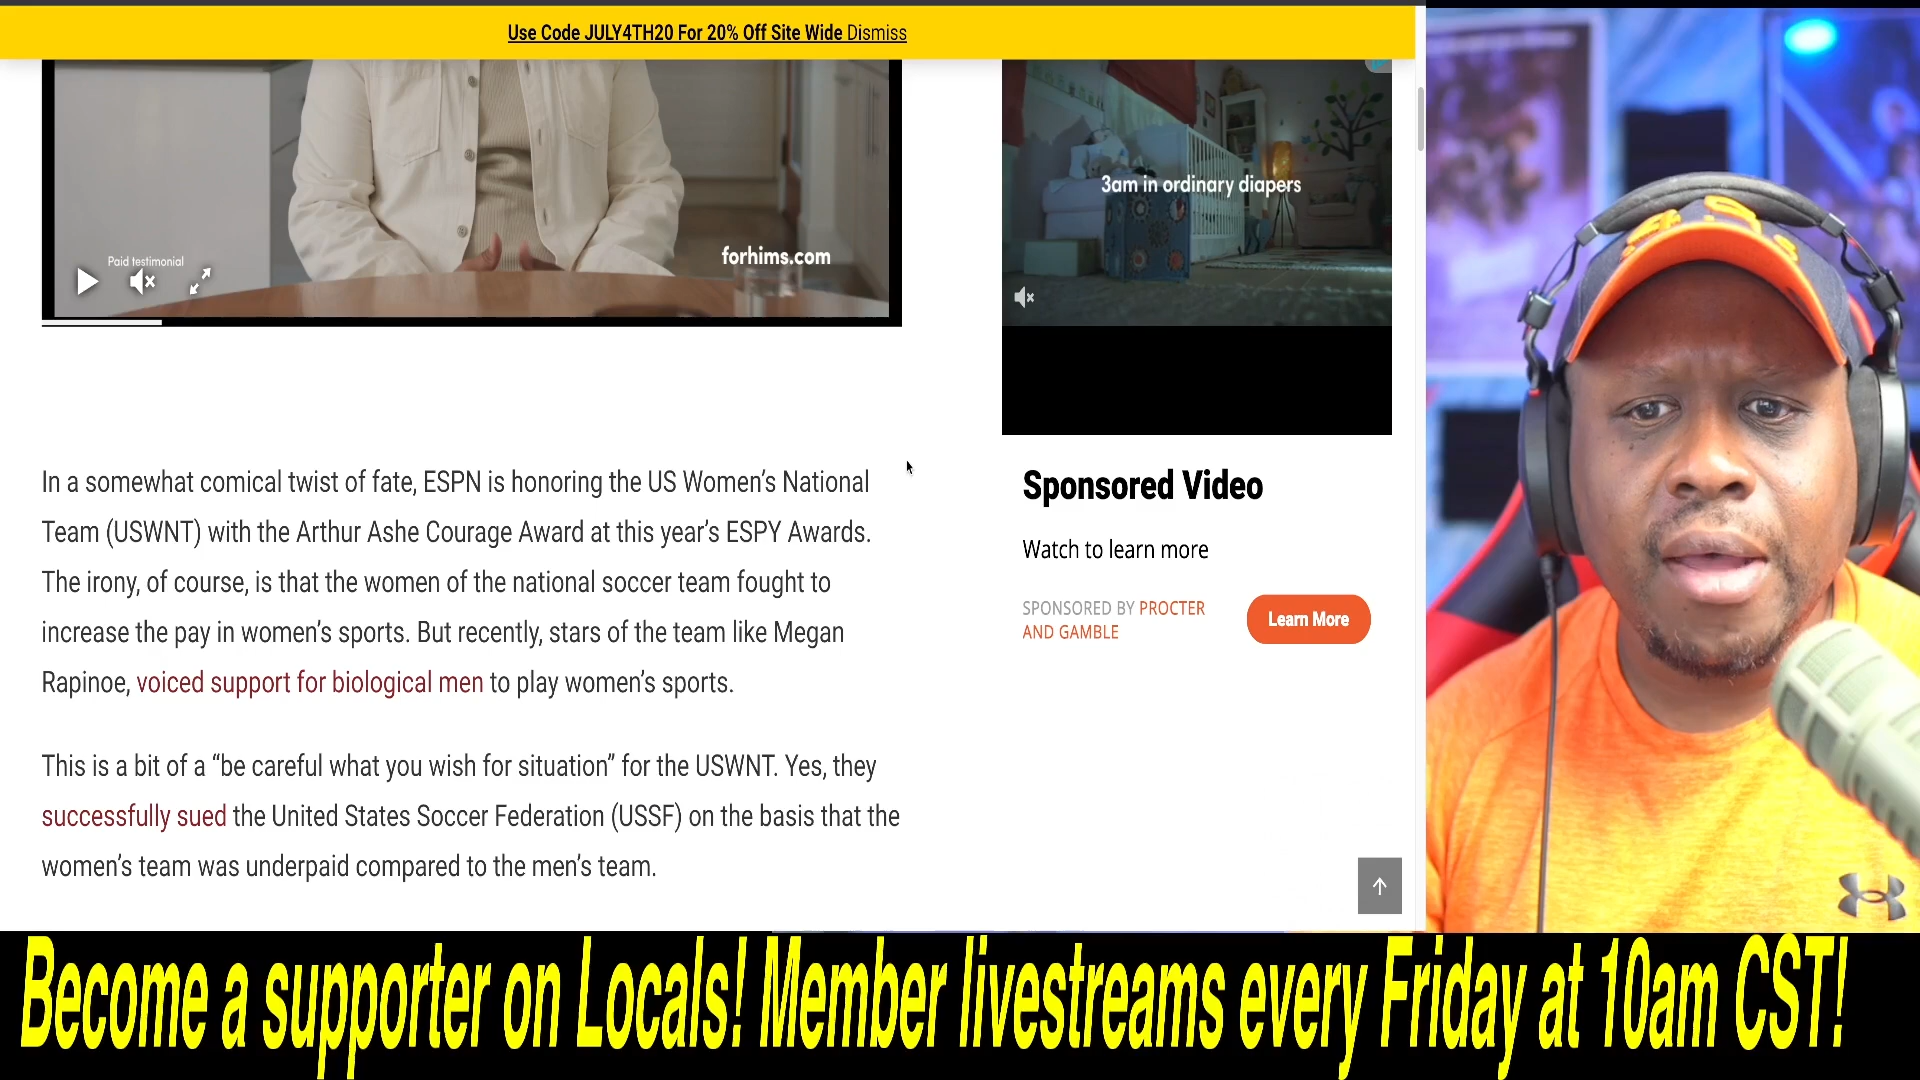 Use Code JULY4TH20 For 20% Off Site Wide Dismiss
Paid testimonial
forhims.com
3am in ordinary diapers
In a somewhat comical twist of fate, ESPN is honoring the US Women’s National
Team (USWNT) with the Arthur Ashe Courage Award at this year’s ESPY Awards.
The irony, of course, is that the women of the national soccer team fought to
increase the pay in women’s sports. But recently, stars of the team like Megan
Rapinoe, voiced support for biological men to play women’s sports.
This is a bit of a “be careful what you wish for situation” for the USWNT. Yes, they
successfully sued the United States Soccer Federation (USSF) on the basis that the
women’s team was underpaid compared to the men’s team.
Sponsored Video
Watch to learn more
SPONSORED BY PROCTER
AND GAMBLE
Learn More
Become a supporter on Locals! Member livestreams every Friday at 10am CST!